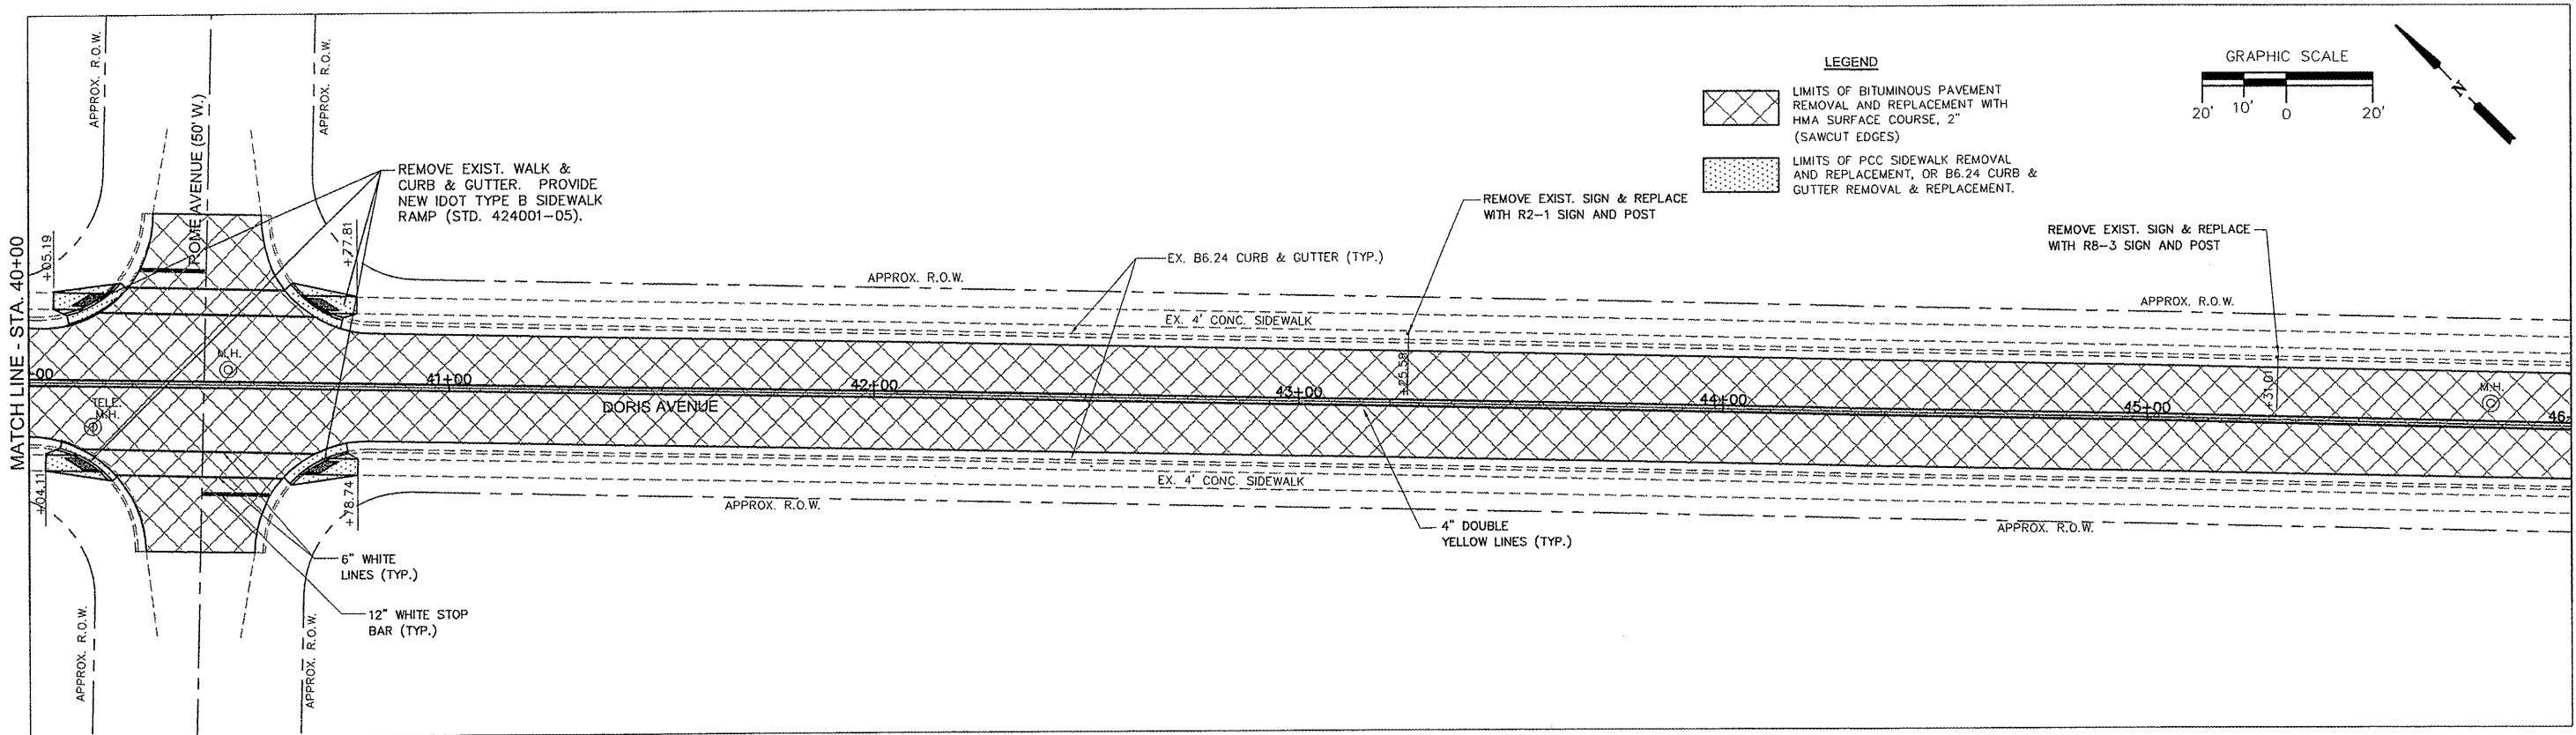 MATCH LINE - STA. 40+00
APPROX. R.O.W.
ROME AVENUE (50' W.)
APPROX. R.O.W.
REMOVE EXIST. WALK &
CURB & GUTTER. PROVIDE
NEW IDOT TYPE B SIDEWALK
RAMP (STD. 424001-05).
+05.19
+77.81
LEGEND
LIMITS OF BITUMINOUS PAVEMENT
REMOVAL AND REPLACEMENT WITH
HMA SURFACE COURSE, 2"
(SAWCUT EDGES)
LIMITS OF PCC SIDEWALK REMOVAL
AND REPLACEMENT, OR B6.24 CURB &
GUTTER REMOVAL & REPLACEMENT.
GRAPHIC SCALE
20' 10' 0 20'
N
REMOVE EXIST. SIGN & REPLACE
WITH R2-1 SIGN AND POST
REMOVE EXIST. SIGN & REPLACE
WITH R8-3 SIGN AND POST
EX. B6.24 CURB & GUTTER (TYP.)
APPROX. R.O.W.
APPROX. R.O.W.
EX. 4' CONC. SIDEWALK
M.H.
+25.58
+31.01
M.H.
00
41+00
42+00
43+00
44+00
45+00
46-
TELE.
M.H.
DORIS AVENUE
EX. 4' CONC. SIDEWALK
+04.11
+78.74
APPROX. R.O.W.
APPROX. R.O.W.
4" DOUBLE
YELLOW LINES (TYP.)
6" WHITE
LINES (TYP.)
12" WHITE STOP
BAR (TYP.)
APPROX. R.O.W.
APPROX. R.O.W.